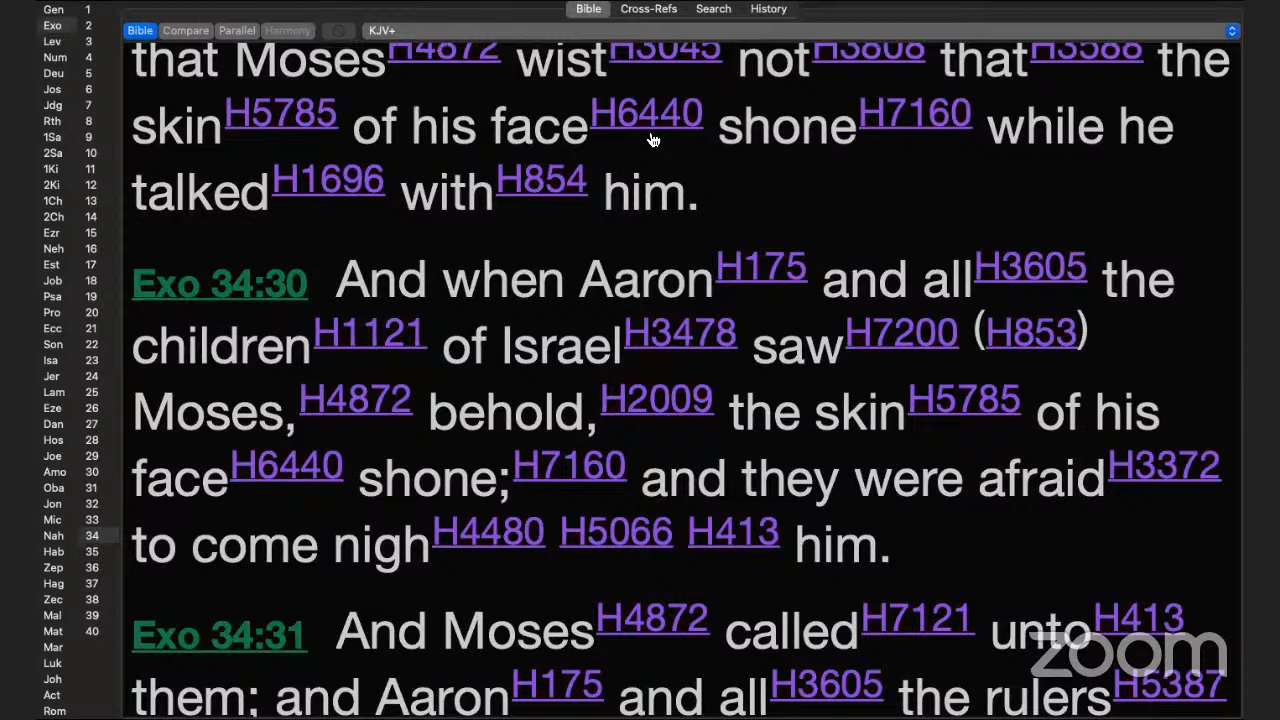 Bible Cross-Refs Search History
Bible Compare Parallel Harmony KJV+
Gen 1
Exo 2
Lev 3
Num 4
Deu 5
Jos 6
Jdg 7
Rth 8
1Sa 9
2Sa 10
1Ki 11
2Ki 12
1Ch 13
2Ch 14
Ezr 15
Neh 16
Est 17
Job 18
Psa 19
Pro 20
Ecc 21
Son 22
Isa 23
Jer 24
Lam 25
Eze 26
Dan 27
Hos 28
Joe 29
Amo 30
Oba 31
Jon 32
Mic 33
Nah 34
Hab 35
Zep 36
Hag 37
Zec 38
Mal 39
Mat 40
Mar
Luk
Joh
Act
Rom
that MosesH4872 wistH3045 notH3808 thatH3588 the
skinH5785 of his faceH6440 shoneH7160 while he
talkedH1696 withH854 him.
Exo 34:30 And when AaronH175 and allH3605 the
childrenH1121 of IsraelH3478 sawH7200 (H853)
Moses,H4872 behold,H2009 the skinH5785 of his
faceH6440 shone;H7160 and they were afraidH3372
to come nighH4480 H5066 H413 him.
Exo 34:31 And MosesH4872 calledH7121 untoH413
them; and AaronH175 and allH3605 the rulersH5387
zoom